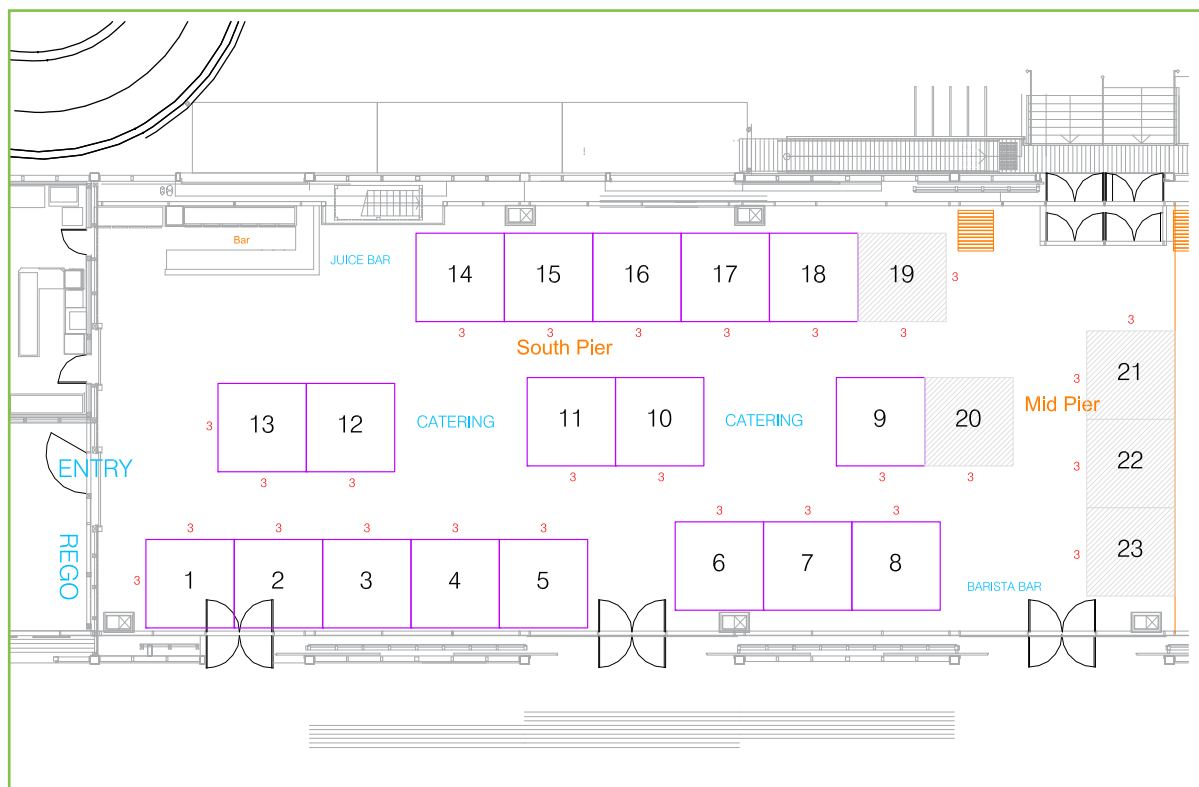 Bar
JUICE BAR
14 15 16 17 18 19 3
3 3 3 3 3 3
South Pier
3
3 21
Mid Pier
3 13 12 CATERING 11 10 CATERING 9 20
3 3 3 3 3 3
3 22
ENTRY
REGO
3 3 3 3 3
3 3 3
3 1 2 3 4 5
6 7 8
3 23
BARISTA BAR